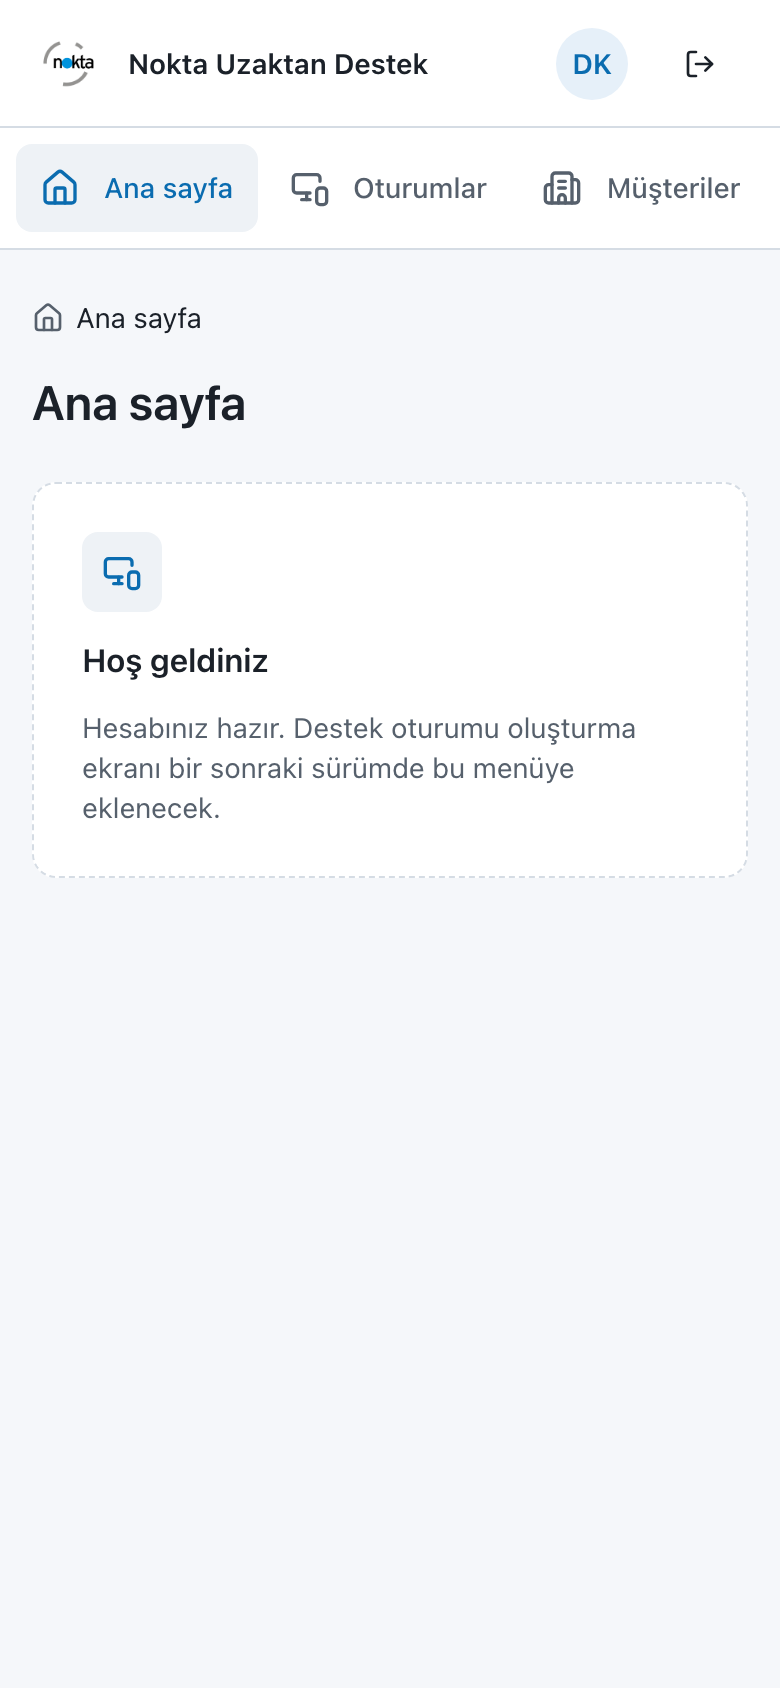 nokta
Nokta Uzaktan Destek
DK
Ana sayfa
Oturumlar
Müşteriler
Ana sayfa
Ana sayfa
Hoş geldiniz
Hesabınız hazır. Destek oturumu oluşturma
ekranı bir sonraki sürümde bu menüye
eklenecek.